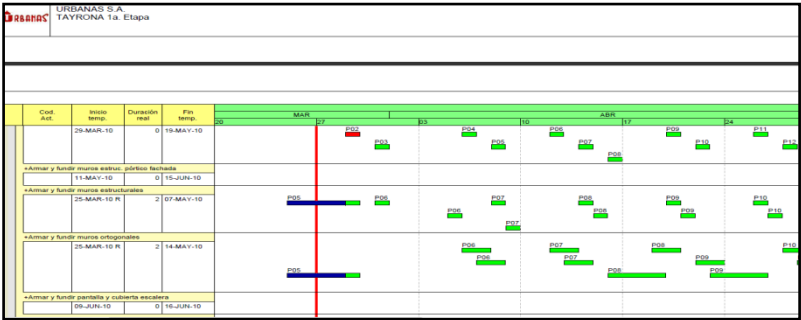 URBANAS URBANAS S.A.
TAYRONA 1a. Etapa
Cod. Act. Inicio temp. Duración real Fin temp. MAR ABR
20 27 03 10 17 24
29-MAR-10 0 19-MAY-10 P02 P04 P06 P09 P11
P03 P05 P07 P10 P12
P08
+Armar y fundir muros estruc. pórtico fachada
11-MAY-10 0 15-JUN-10
+Armar y fundir muros estructurales
25-MAR-10 R 2 07-MAY-10 P05 P06 P07 P08 P09 P10
P06 P08 P09 P10
P07
+Armar y fundir muros ortogonales
25-MAR-10 R 2 14-MAY-10 P06 P07 P08 P10
P06 P07 P09
P05 P08 P09
+Armar y fundir pantalla y cubierta escalera
09-JUN-10 0 16-JUN-10